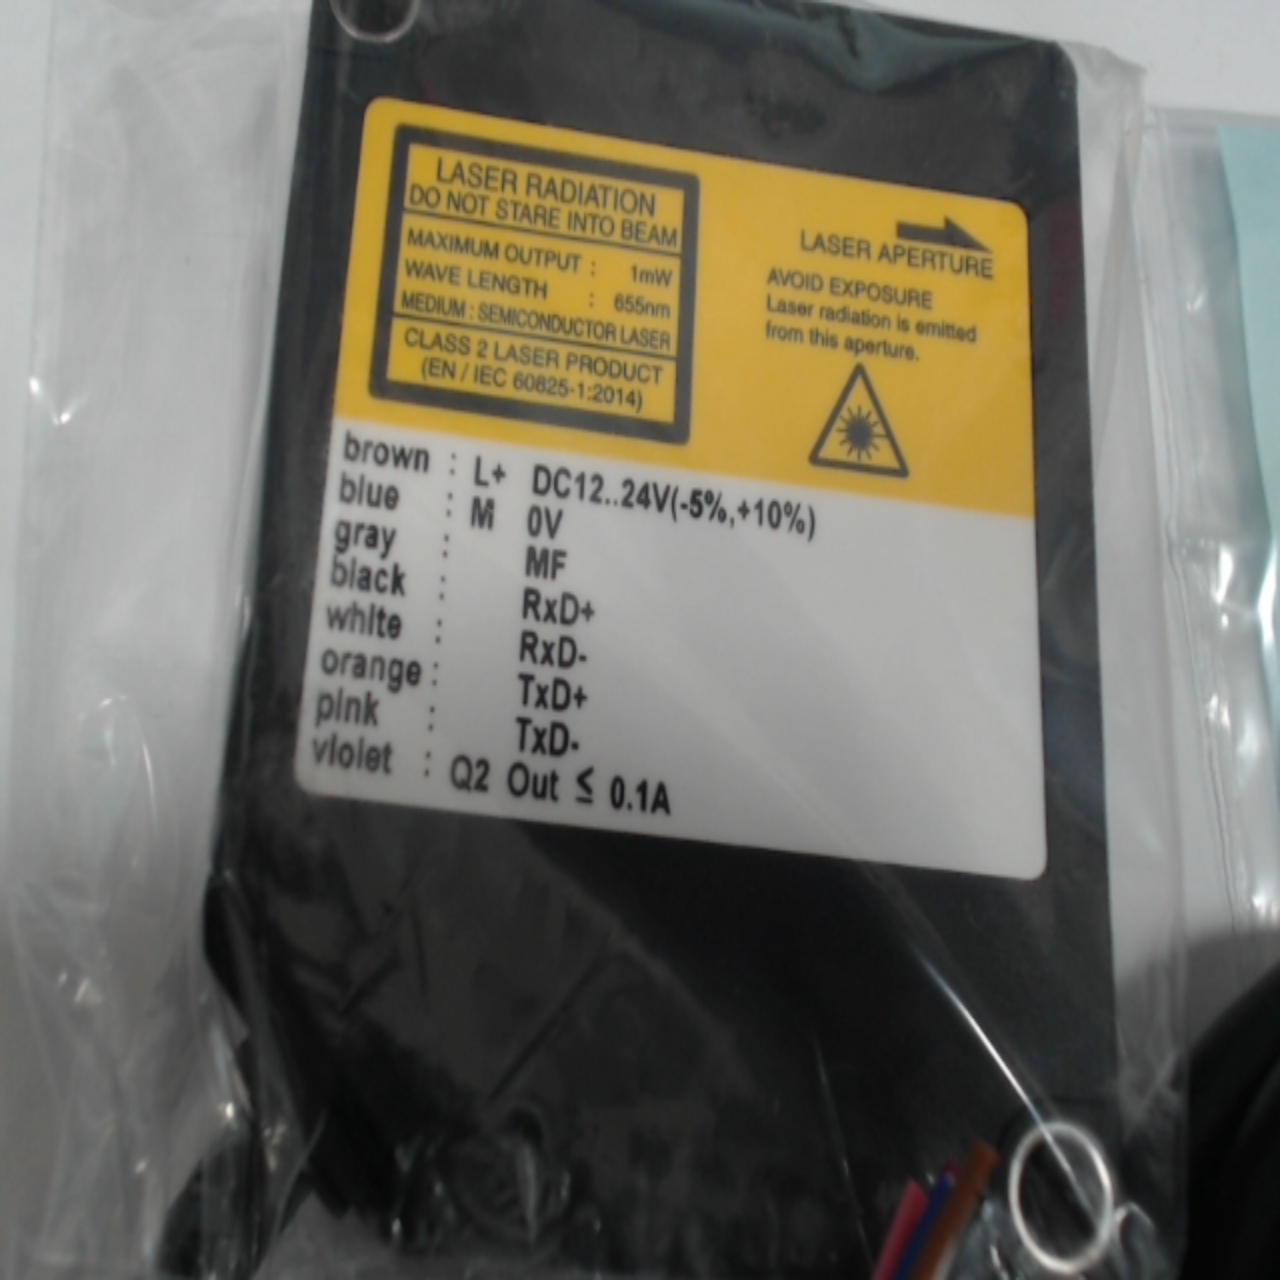 LASER RADIATION
DO NOT STARE INTO BEAM
MAXIMUM OUTPUT : 1mW
WAVE LENGTH : 655nm
MEDIUM : SEMICONDUCTOR LASER
CLASS 2 LASER PRODUCT
(EN / IEC 60825-1:2014)
LASER APERTURE
AVOID EXPOSURE
Laser radiation is emitted
from this aperture.
brown : L+ DC12..24V(-5%,+10%)
blue : M 0V
gray : MF
black : RxD+
white : RxD-
orange : TxD+
pink : TxD-
violet : Q2 Out ≤ 0.1A